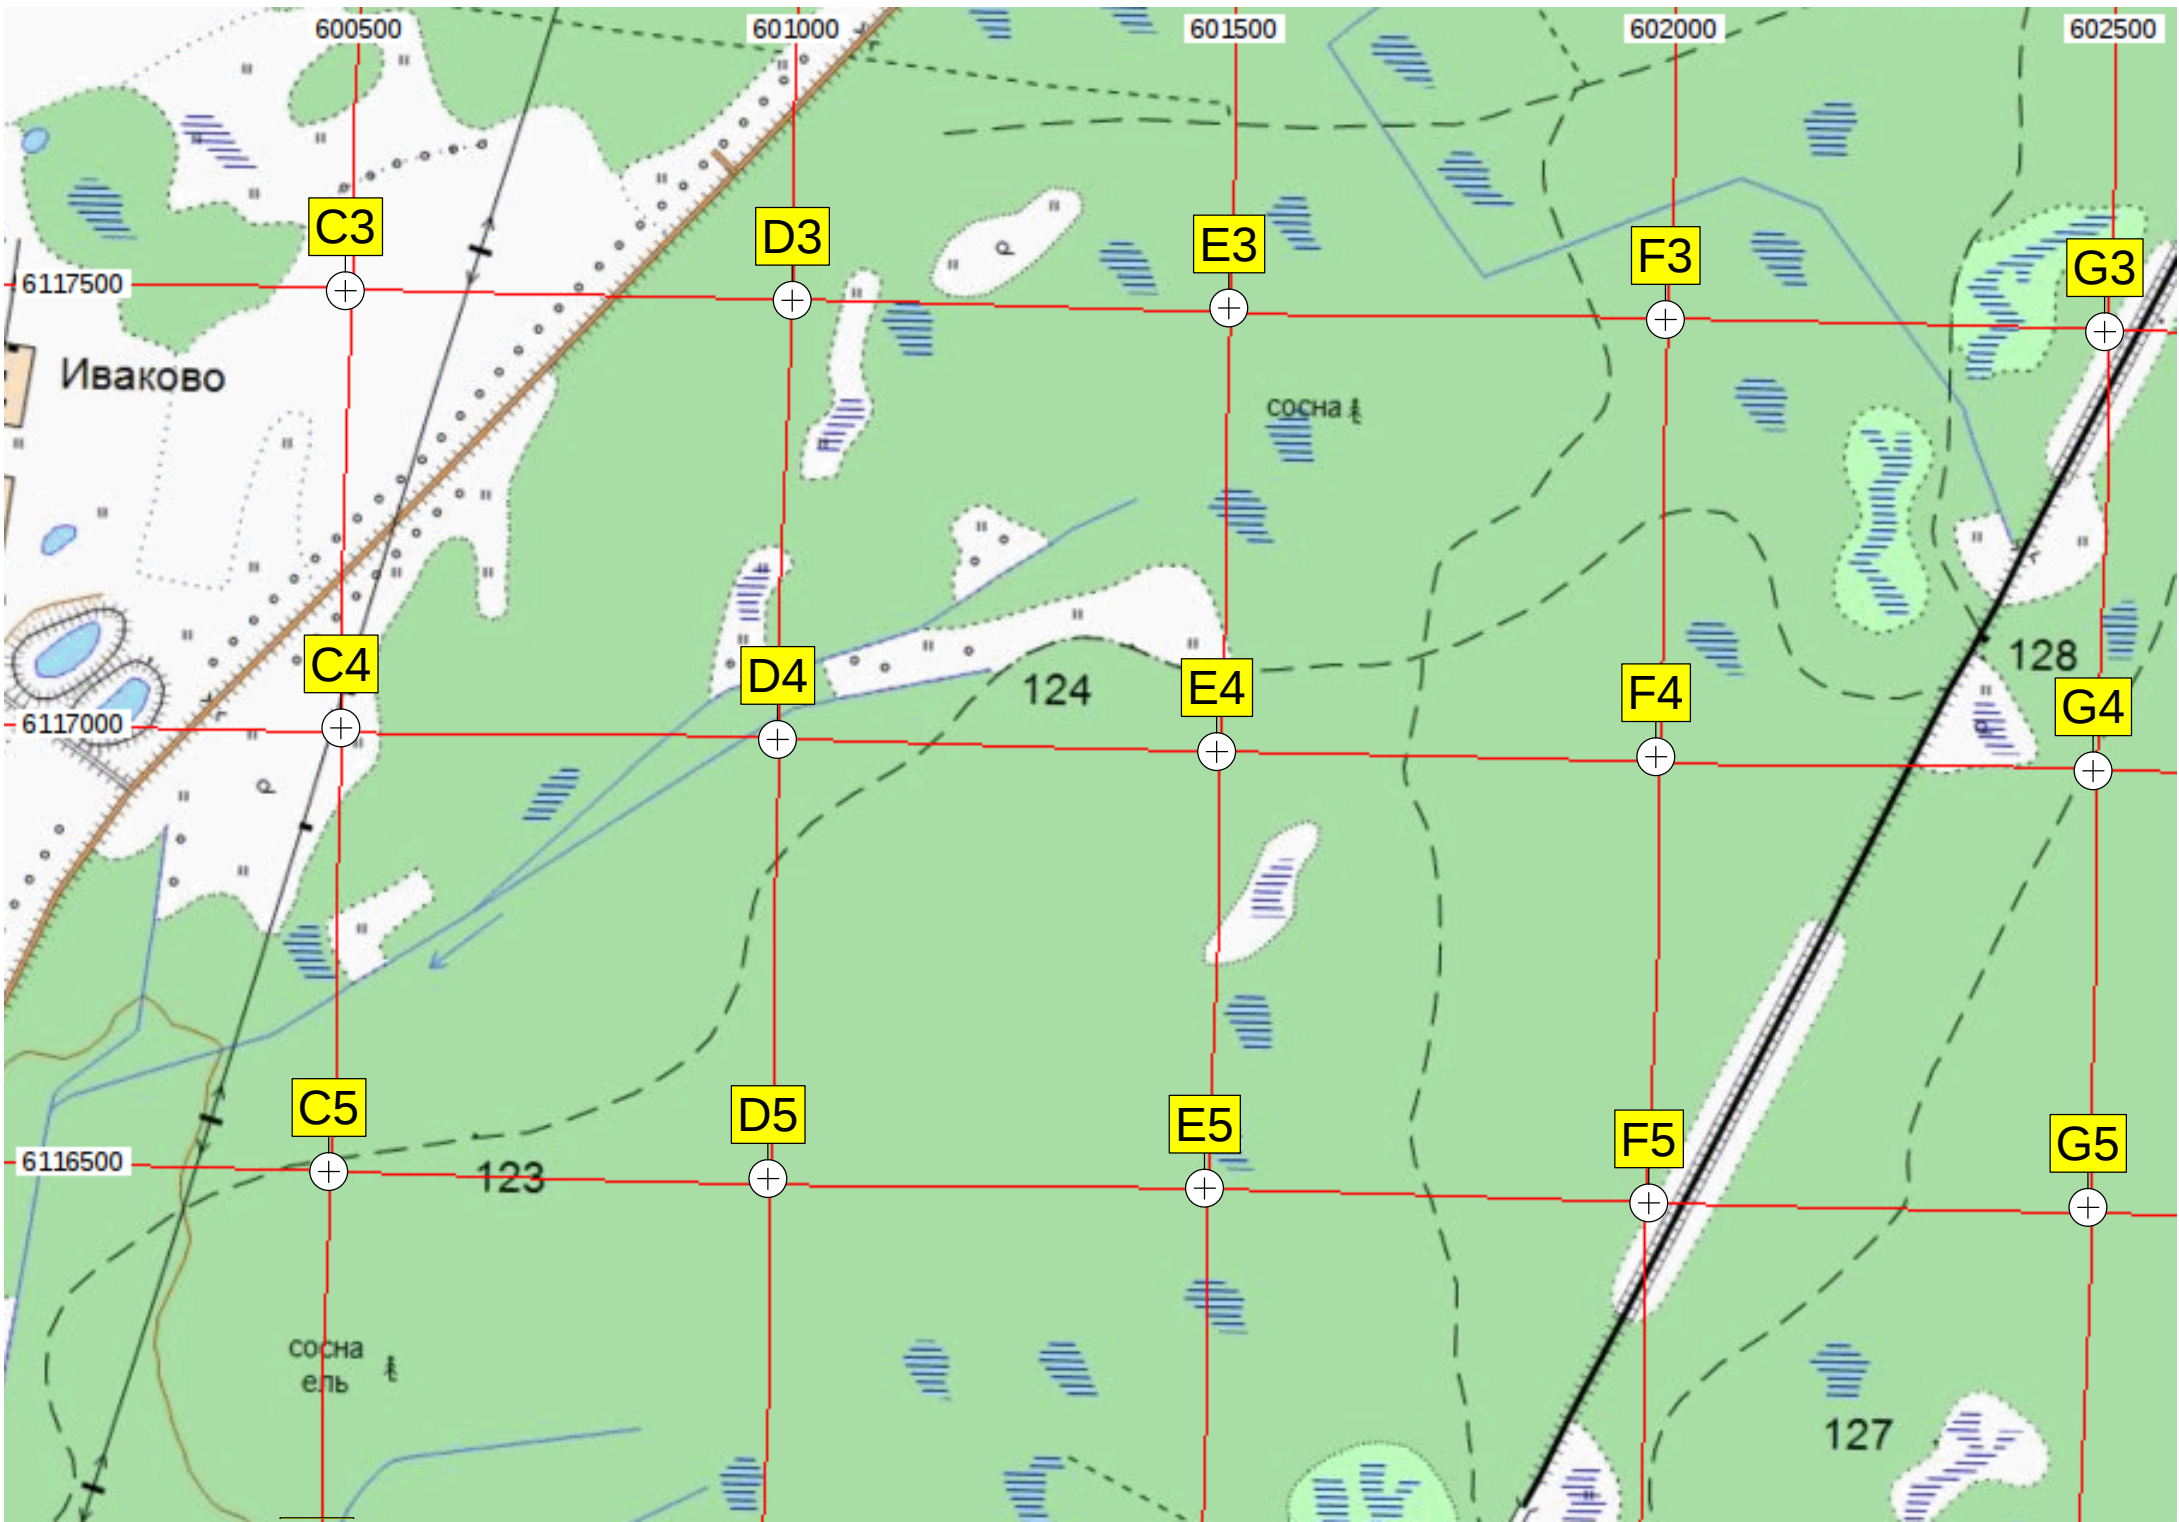 600500 601000 601500 602000 602500
C3 D3 E3 F3 G3
6117500
Иваково
сосна
C4 D4 E4 F4 G4
124
128
6117000
C5 D5 E5 F5 G5
6116500
123
сосна
ель
127